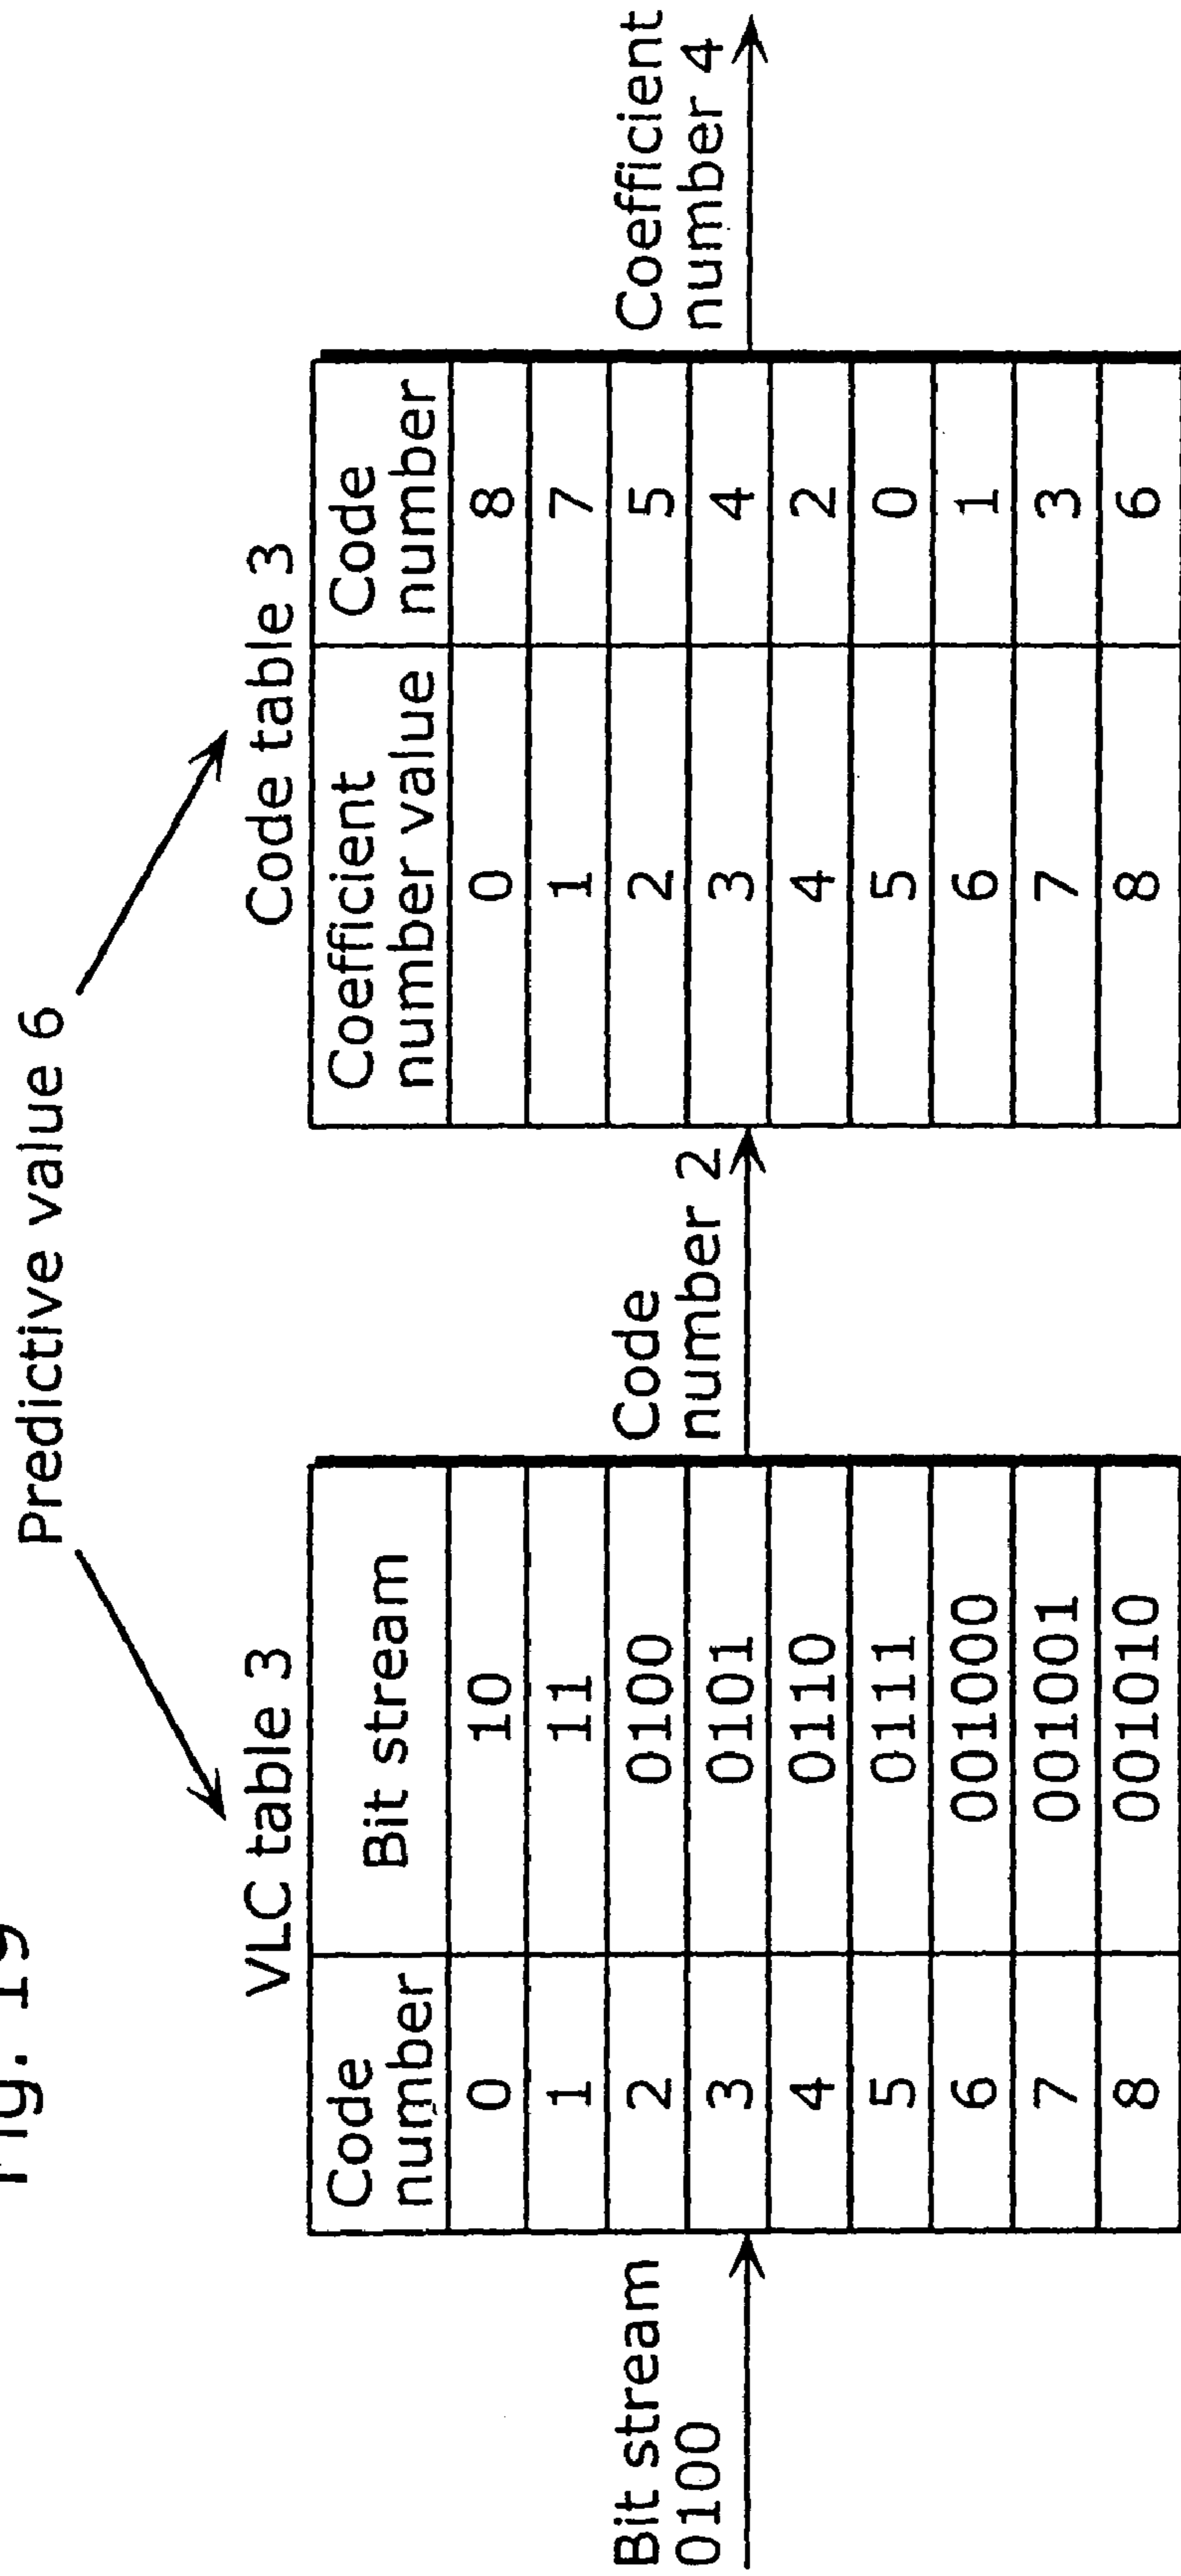 Fig. 19
Predictive value 6
VLC table 3
Code number | Bit stream
0 | 10
1 | 11
2 | 0100
3 | 0101
4 | 0110
5 | 0111
6 | 001000
7 | 001001
8 | 001010
Code table 3
Coefficient number value | Code number
0 | 8
1 | 7
2 | 5
3 | 4
4 | 2
5 | 0
6 | 1
7 | 3
8 | 6
Bit stream
0100
Code
number 2
Coefficient
number 4